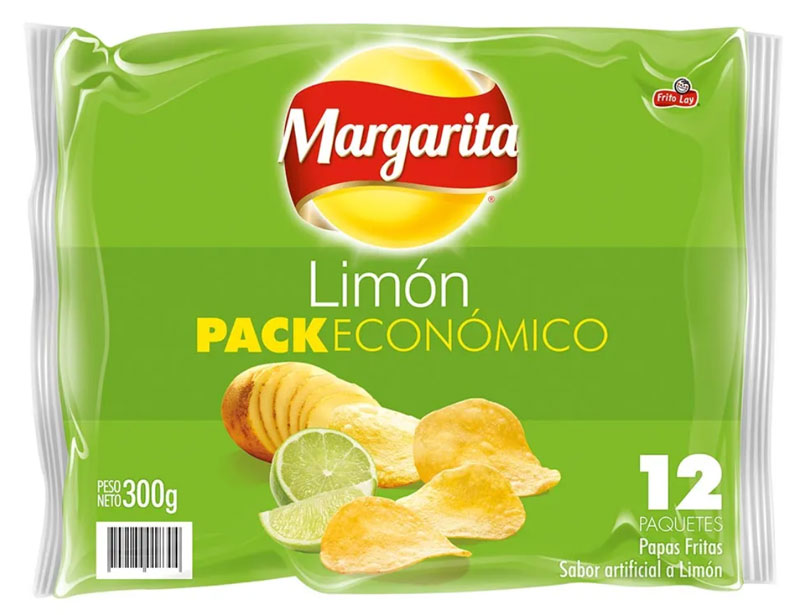 Margarita
®
Frito Lay
Limón
PACK ECONÓMICO
PESO
NETO 300g
12
PAQUETES
Papas Fritas
Sabor artificial a Limón